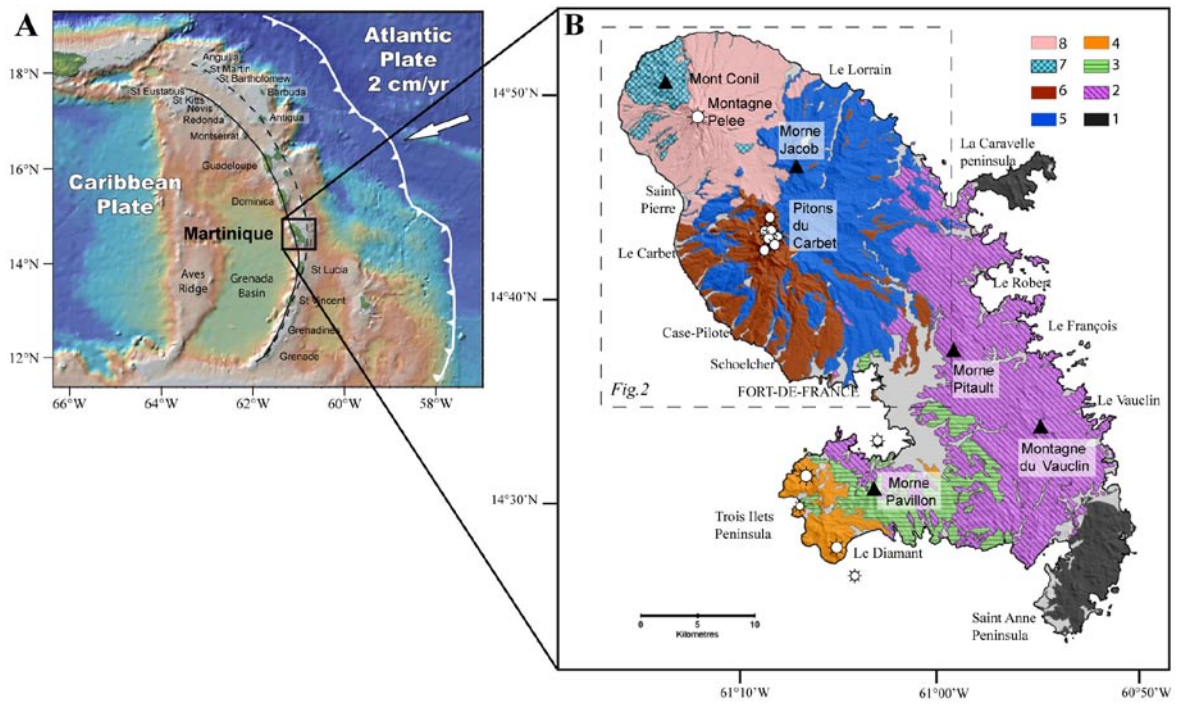 A
Atlantic
Plate
2 cm/yr
18°N
16°N
14°N
12°N
Anguilla
St Martin
St Bartholomew
St Eustatius
St Kitts
Nevis
Redonda
Barbuda
Antigua
Montserrat
Guadeloupe
Caribbean
Plate
Dominica
Martinique
Aves
Ridge
Grenada
Basin
St Lucia
St Vincent
Grenadines
Grenade
66°W
64°W
62°W
60°W
58°W
B
8
4
7
3
6
2
5
1
14°50'N
14°40'N
14°30'N
Mont Conil
Montagne
Pelee
Le Lorrain
Morne
Jacob
La Caravelle
peninsula
Saint
Pierre
Pitons
du
Carbet
Le Carbet
Le Robert
Case-Pilote
Le François
Schoelcher
Morne
Pitault
Fig.2
FORT-DE-FRANCE
Le Vauclin
Montagne
du Vauclin
Morne
Pavillon
Trois Ilets
Peninsula
Le Diamant
Saint Anne
Peninsula
0 5 10
Kilometres
61°10'W
61°00'W
60°50'W